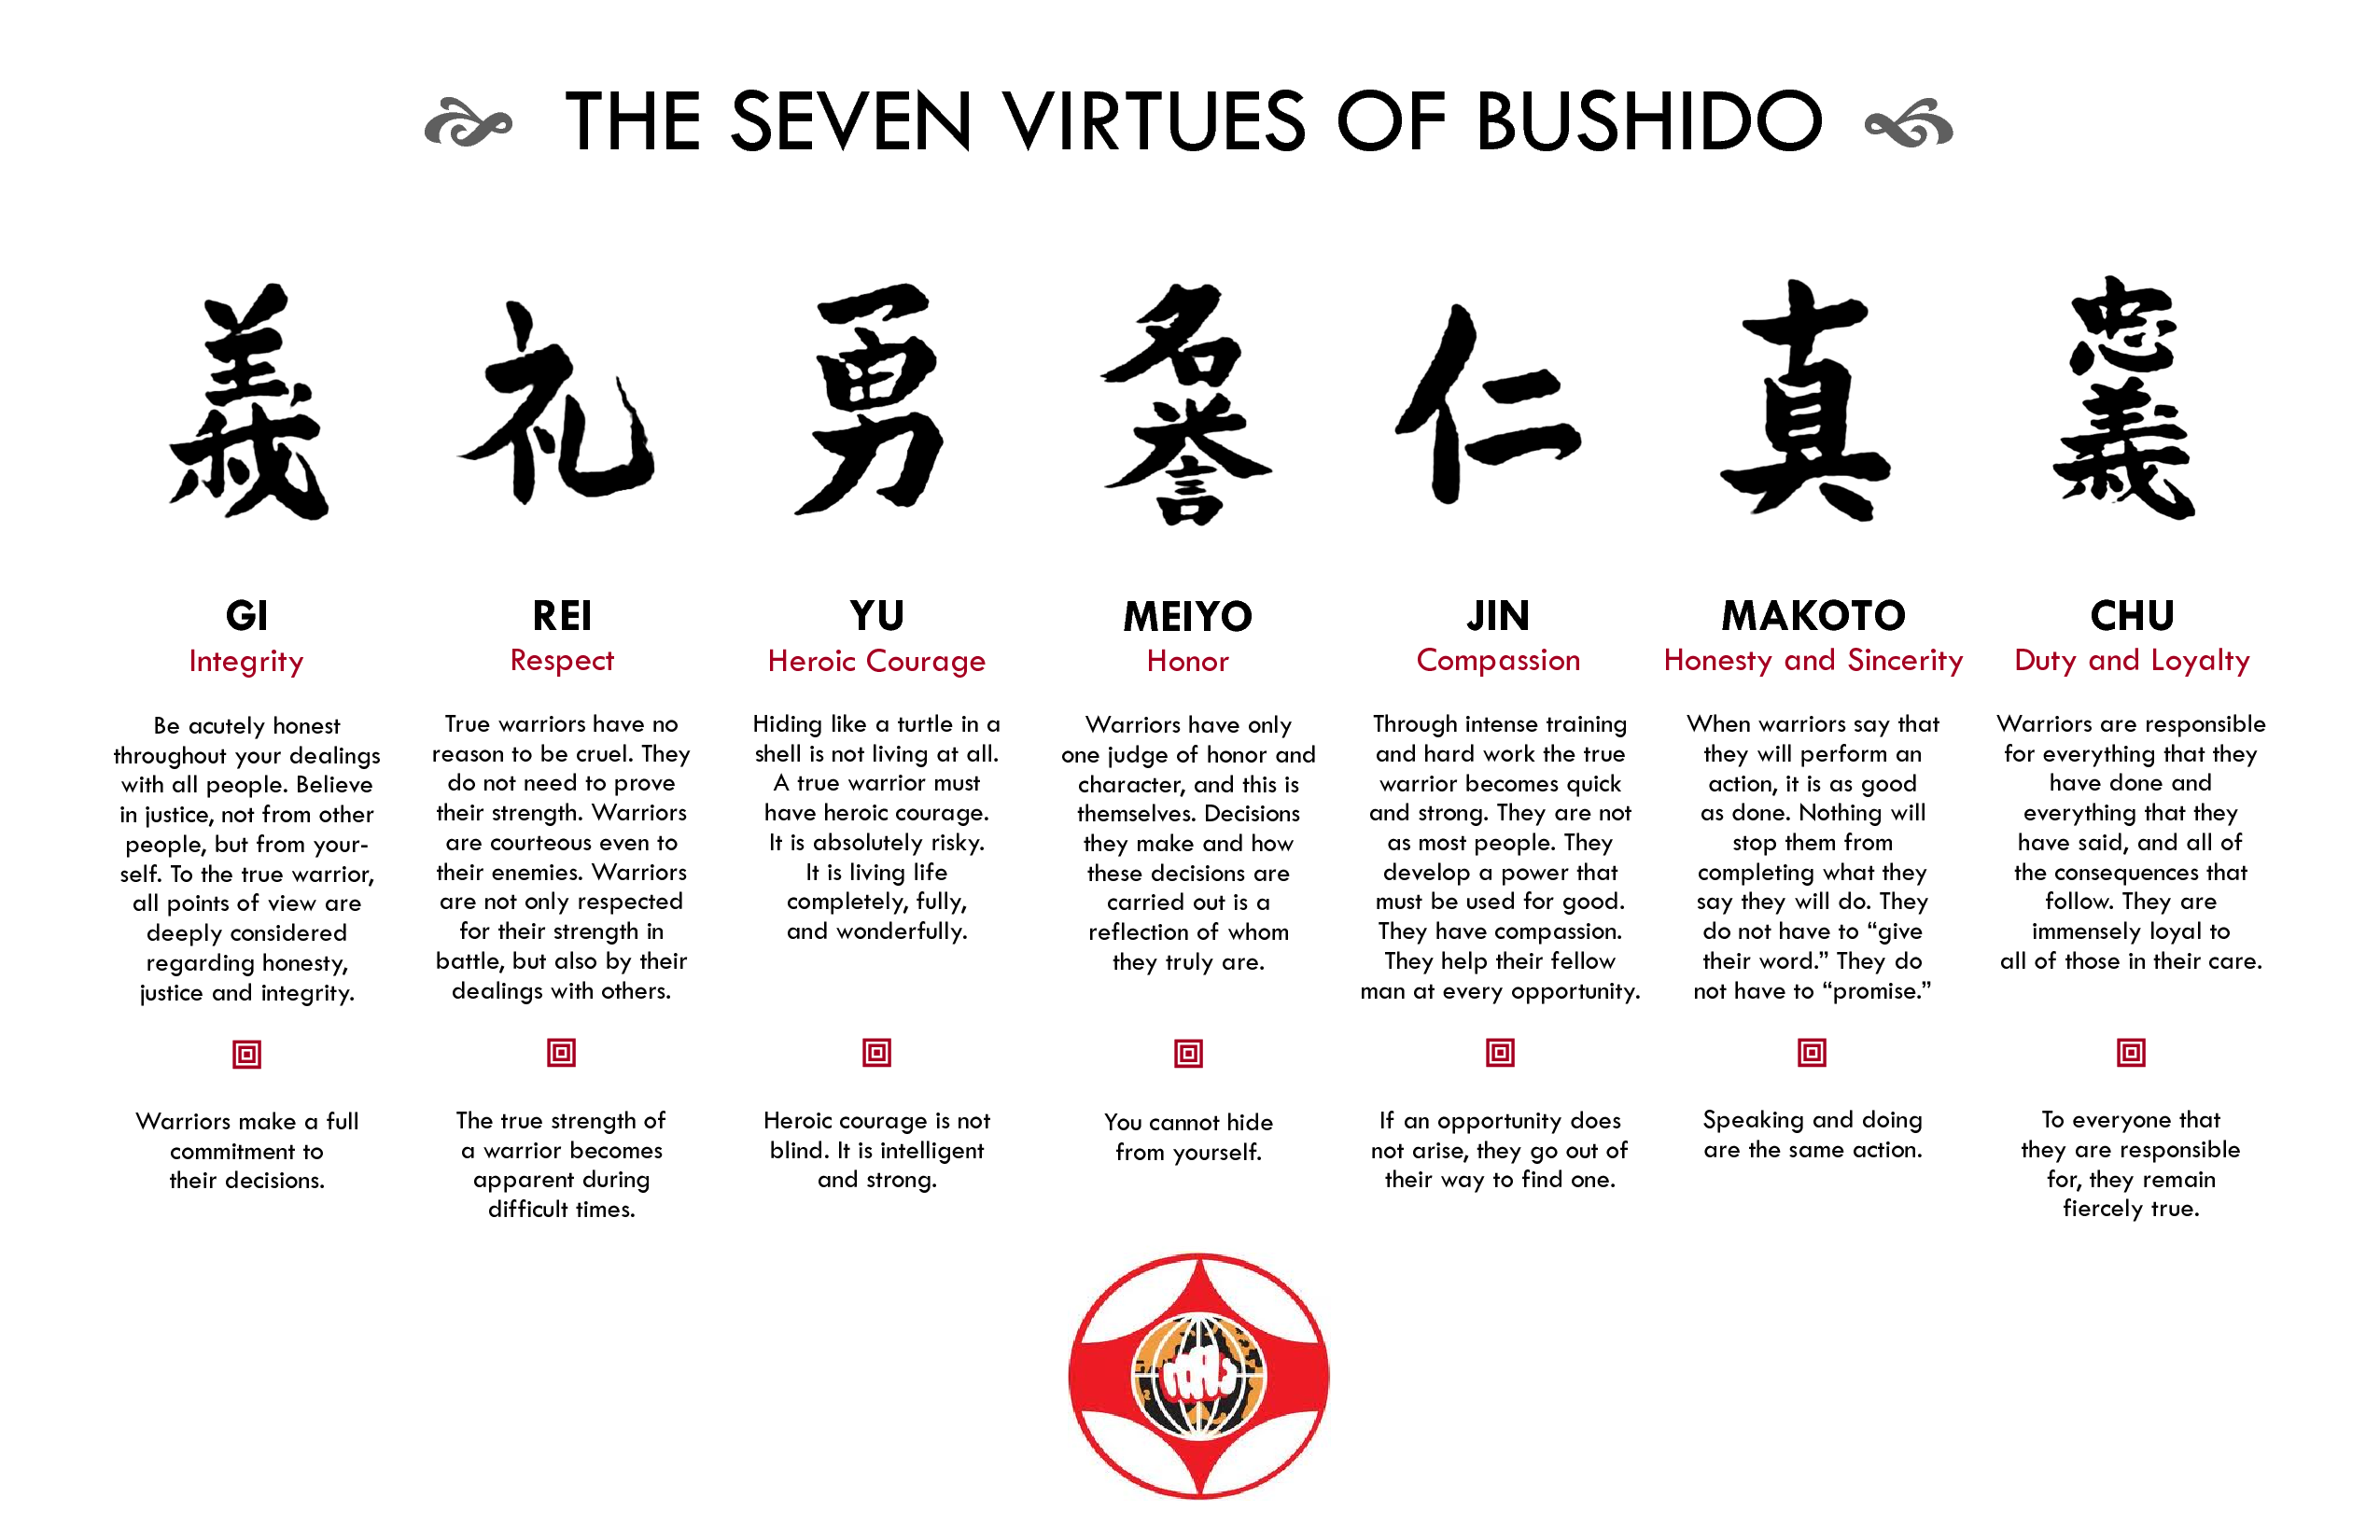 THE SEVEN VIRTUES OF BUSHIDO
義
GI
Integrity
Be acutely honest
throughout your dealings
with all people. Believe
in justice, not from other
people, but from your-
self. To the true warrior,
all points of view are
deeply considered
regarding honesty,
justice and integrity.
Warriors make a full
commitment to
their decisions.
礼
REI
Respect
True warriors have no
reason to be cruel. They
do not need to prove
their strength. Warriors
are courteous even to
their enemies. Warriors
are not only respected
for their strength in
battle, but also by their
dealings with others.
The true strength of
a warrior becomes
apparent during
difficult times.
勇
YU
Heroic Courage
Hiding like a turtle in a
shell is not living at all.
A true warrior must
have heroic courage.
It is absolutely risky.
It is living life
completely, fully,
and wonderfully.
Heroic courage is not
blind. It is intelligent
and strong.
名誉
MEIYO
Honor
Warriors have only
one judge of honor and
character, and this is
themselves. Decisions
they make and how
these decisions are
carried out is a
reflection of whom
they truly are.
You cannot hide
from yourself.
仁
JIN
Compassion
Through intense training
and hard work the true
warrior becomes quick
and strong. They are not
as most people. They
develop a power that
must be used for good.
They have compassion.
They help their fellow
man at every opportunity.
If an opportunity does
not arise, they go out of
their way to find one.
真
MAKOTO
Honesty and Sincerity
When warriors say that
they will perform an
action, it is as good
as done. Nothing will
stop them from
completing what they
say they will do. They
do not have to “give
their word.” They do
not have to “promise.”
Speaking and doing
are the same action.
忠義
CHU
Duty and Loyalty
Warriors are responsible
for everything that they
have done and
everything that they
have said, and all of
the consequences that
follow. They are
immensely loyal to
all of those in their care.
To everyone that
they are responsible
for, they remain
fiercely true.